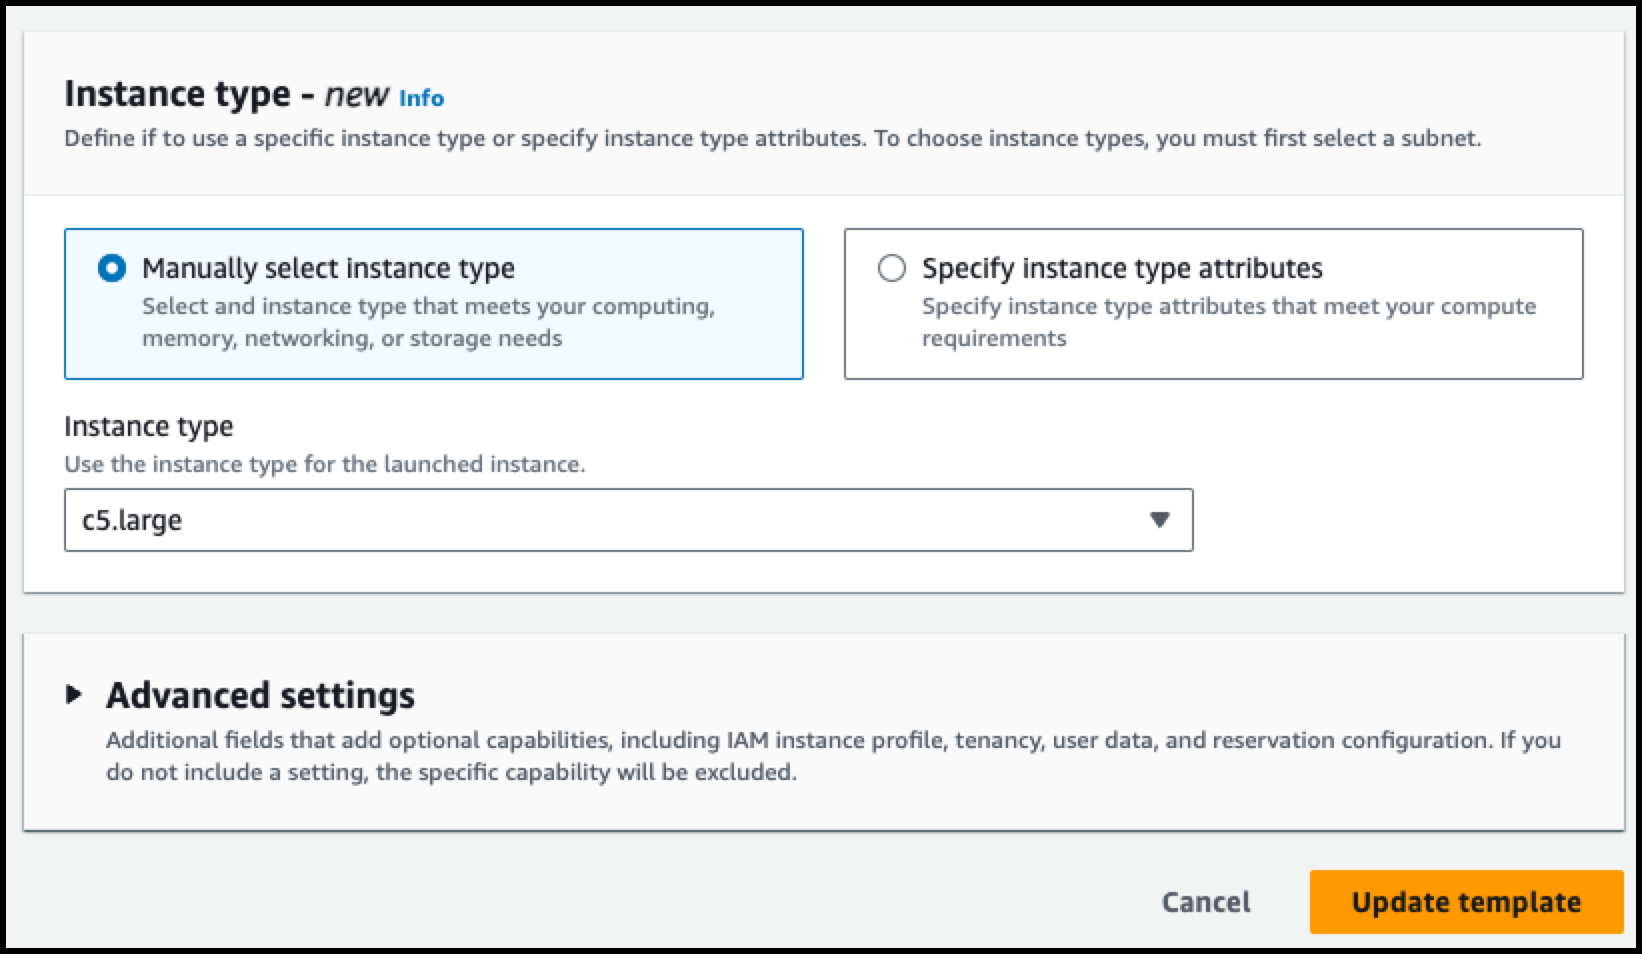 Instance type - new Info
Define if to use a specific instance type or specify instance type attributes. To choose instance types, you must first select a subnet.
Manually select instance type
Select and instance type that meets your computing,
memory, networking, or storage needs
Specify instance type attributes
Specify instance type attributes that meet your compute
requirements
Instance type
Use the instance type for the launched instance.
c5.large
Advanced settings
Additional fields that add optional capabilities, including IAM instance profile, tenancy, user data, and reservation configuration. If you
do not include a setting, the specific capability will be excluded.
Cancel
Update template